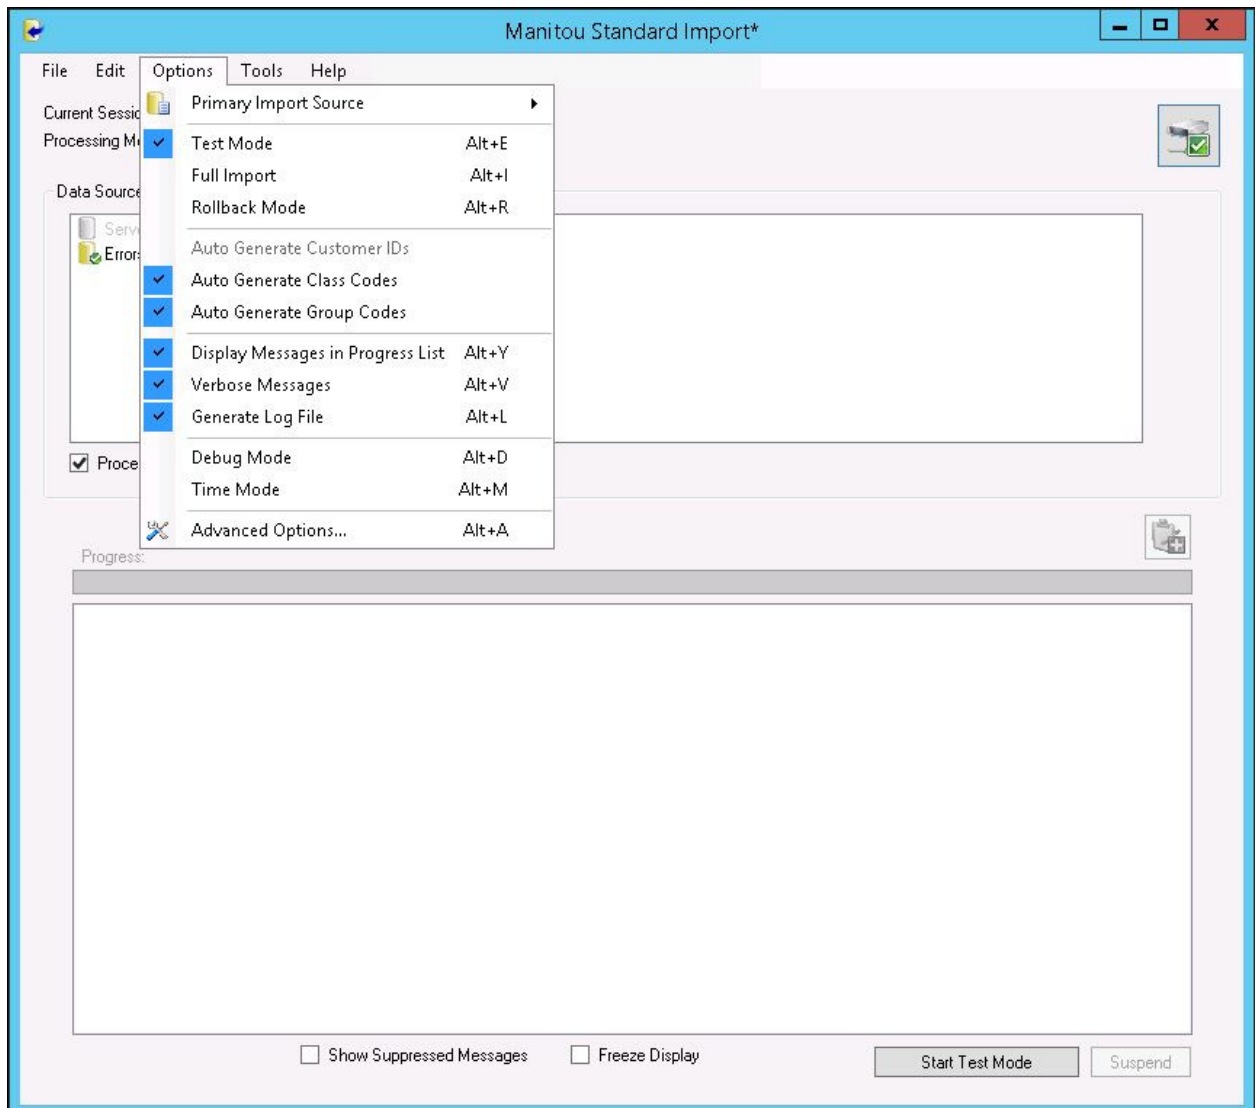 Manitou Standard Import*
File Edit Options Tools Help
Current
Primary Import Source
Processing
Test Mode Alt+E
Full Import Alt+I
Data Source
Rollback Mode Alt+R
Auto Generate Customer IDs
Errors
Auto Generate Class Codes
Auto Generate Group Codes
Display Messages in Progress List Alt+Y
Verbose Messages Alt+V
Generate Log File Alt+L
Debug Mode Alt+D
Time Mode Alt+M
Advanced Options... Alt+A
Progress:
Show Suppressed Messages Freeze Display
Start Test Mode Suspend